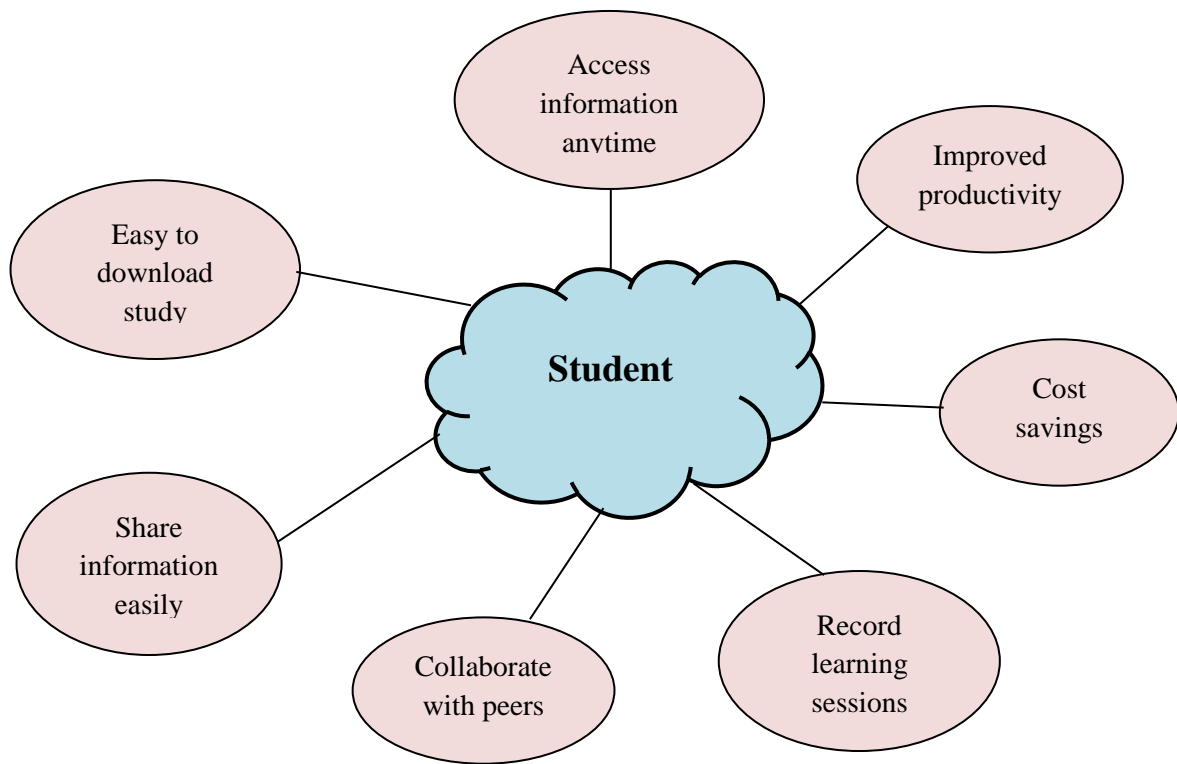 Access
information
anytime
Improved
productivity
Easy to
download
study
Student
Cost
savings
Share
information
easily
Record
learning
sessions
Collaborate
with peers